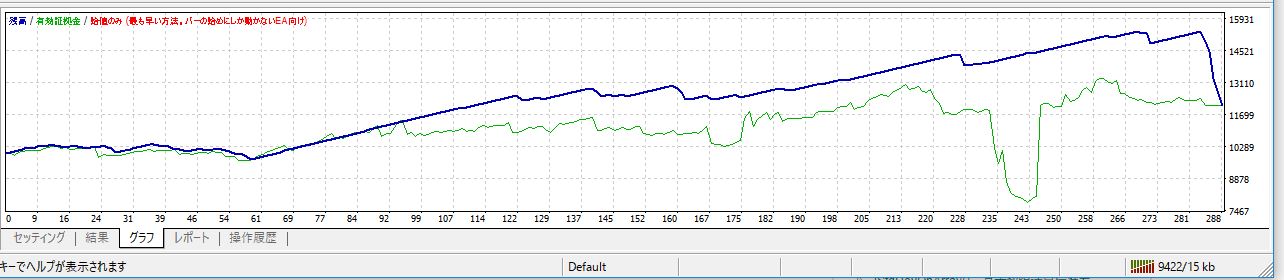 残高 / 有効証拠金 / 始値のみ (最も早い方法。バーの始めにしか動かないEA向け)
15931
14521
13110
11699
10289
8878
7467
0 9 16 24 31 39 46 54 61 69 77 84 92 99 107 114 122 129 137 145 152 160 167 175 182 190 198 205 213 220 228 235 243 250 258 266 273 281 288
セッティング | 結果 | グラフ | レポート | 操作履歴 |
キーでヘルプが表示されます Default 9422/15 kb